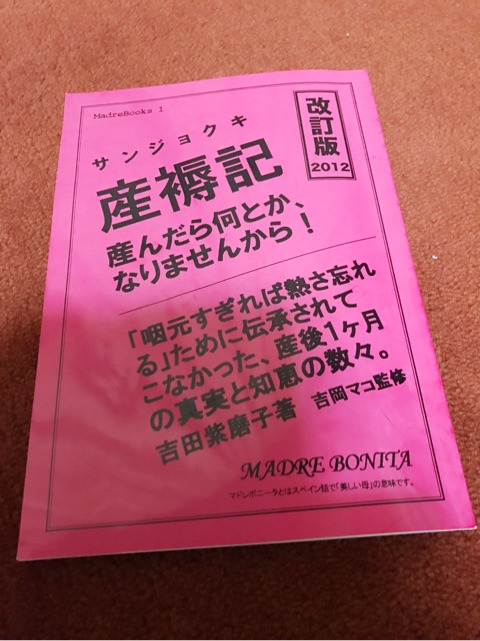 MadreBooks 1
改訂版
2012
サンジョクキ
産褥記
産んだら何とか、
なりませんから！
「咽元すぎれば熱さ忘れ
る」ために伝承されて
こなかった、産後1ヶ月
の真実と知恵の数々。
吉田紫磨子著 吉岡マコ監修
MADRE BONITA
マドレボニータとはスペイン語で「美しい母」の意味です。